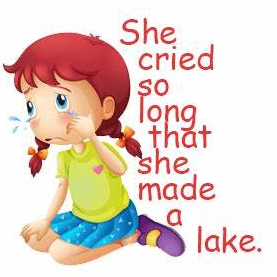 She
cried
so
long
that
she
made
a
lake.